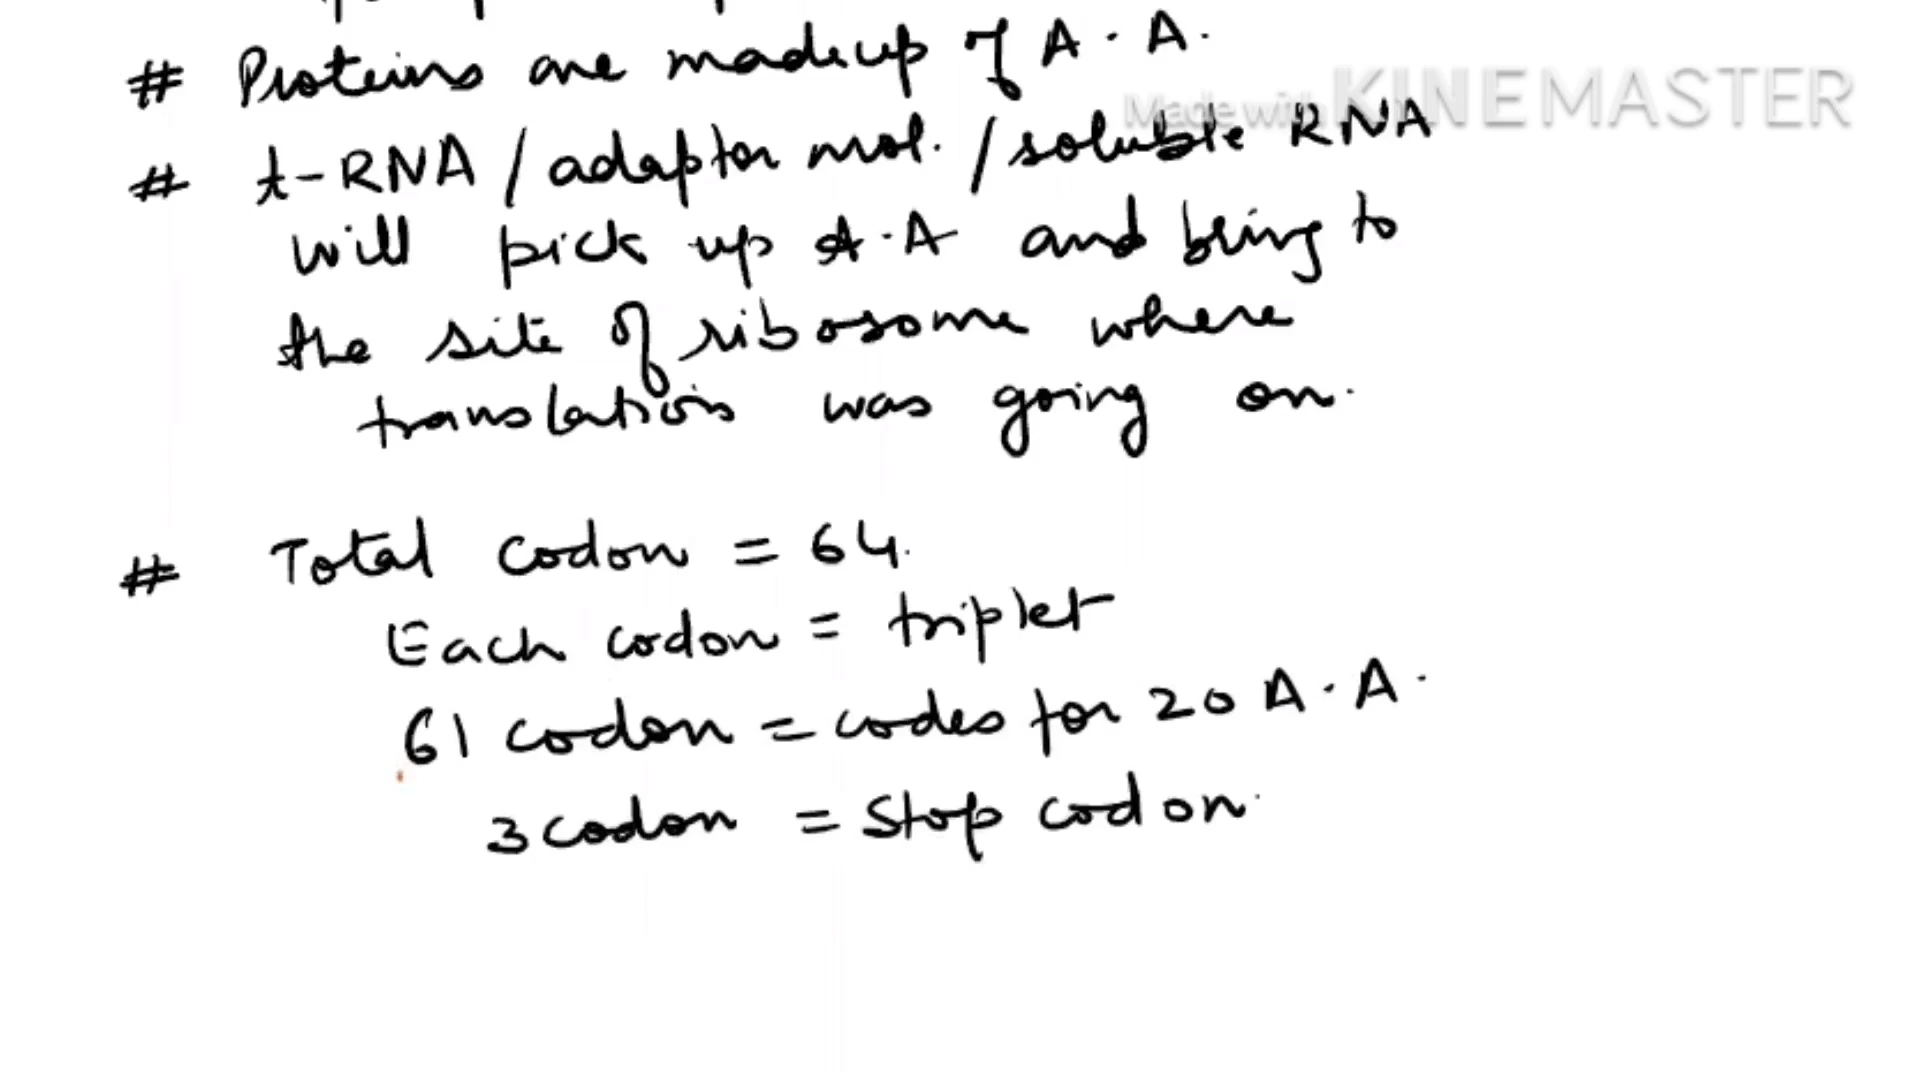 # Proteins are madeup of A.A.
Made with KINEMASTER
# t-RNA / adaptor mol. / soluble RNA
will pick up A.A and bring to
the site of ribosome where
translation was going on.
# Total codon = 64.
Each codon = triplet
61 codon = codes for 20 A.A.
3 codon = Stop codon.